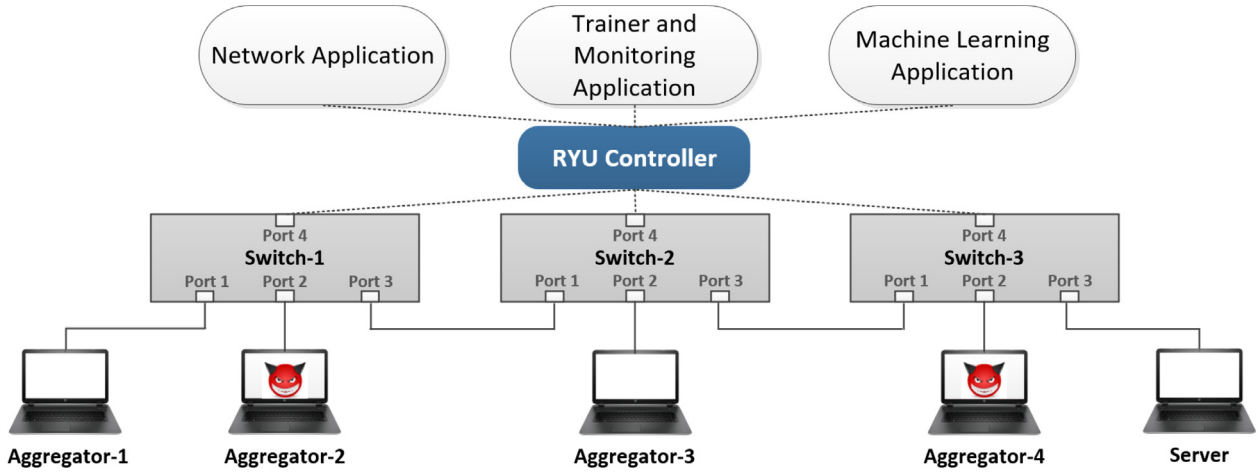 Network Application
Trainer and
Monitoring
Application
Machine Learning
Application
RYU Controller
Port 4
Switch-1
Port 1
Port 2
Port 3
Port 4
Switch-2
Port 1
Port 2
Port 3
Port 4
Switch-3
Port 1
Port 2
Port 3
Aggregator-1
Aggregator-2
Aggregator-3
Aggregator-4
Server